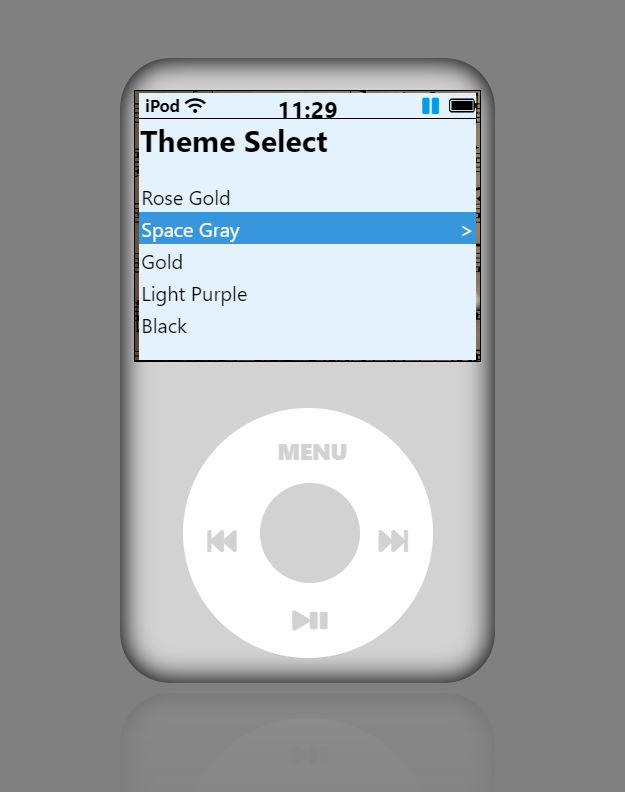 iPod 11:29
Theme Select
Rose Gold
Space Gray >
Gold
Light Purple
Black
MENU